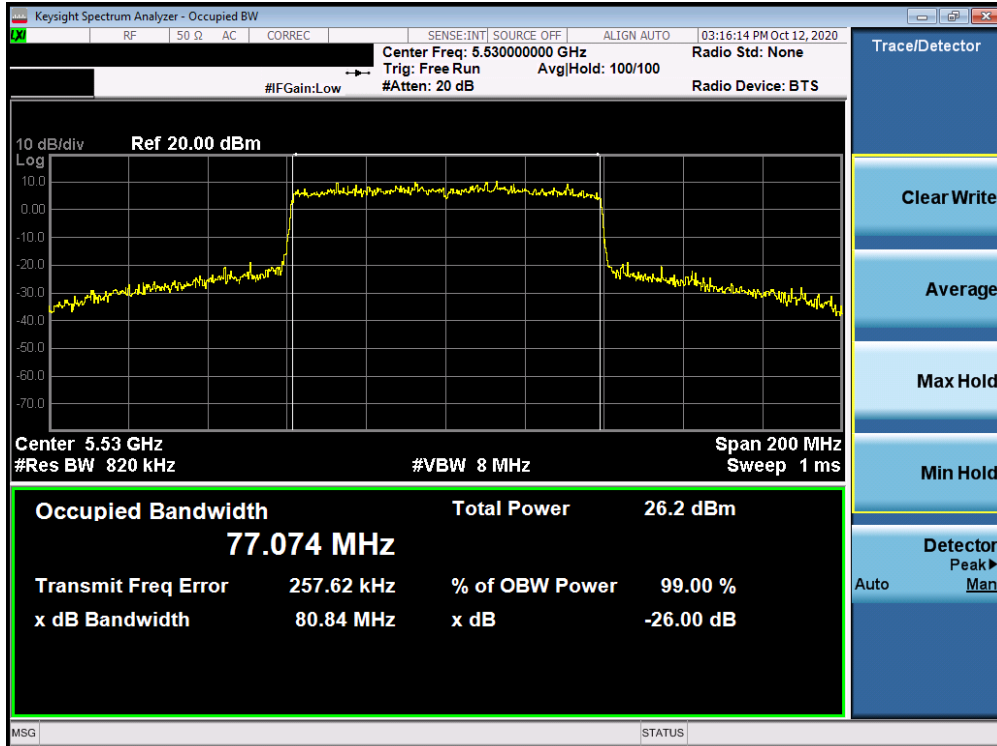 Keysight Spectrum Analyzer - Occupied BW
LXI RF 50 Ω AC CORREC SENSE:INT SOURCE OFF ALIGN AUTO 03:16:14 PM Oct 12, 2020
Center Freq: 5.530000000 GHz Radio Std: None
Trig: Free Run Avg|Hold: 100/100
#IFGain:Low #Atten: 20 dB Radio Device: BTS
10 dB/div Ref 20.00 dBm
Log
10.0
0.00
-10.0
-20.0
-30.0
-40.0
-50.0
-60.0
-70.0
Center 5.53 GHz Span 200 MHz
#Res BW 820 kHz #VBW 8 MHz Sweep 1 ms
Occupied Bandwidth Total Power 26.2 dBm
77.074 MHz
Transmit Freq Error 257.62 kHz % of OBW Power 99.00 %
x dB Bandwidth 80.84 MHz x dB -26.00 dB
MSG STATUS
Trace/Detector
Clear Write
Average
Max Hold
Min Hold
Detector
Peak▶
Auto Man